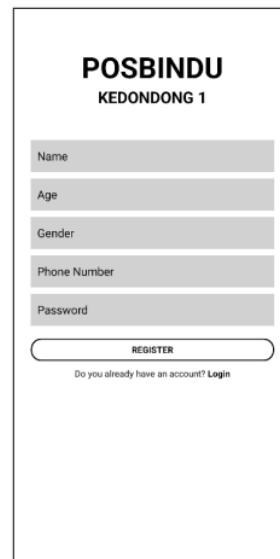 POSBINDU
KEDONDONG 1
Name
Age
Gender
Phone Number
Password
REGISTER
Do you already have an account? Login